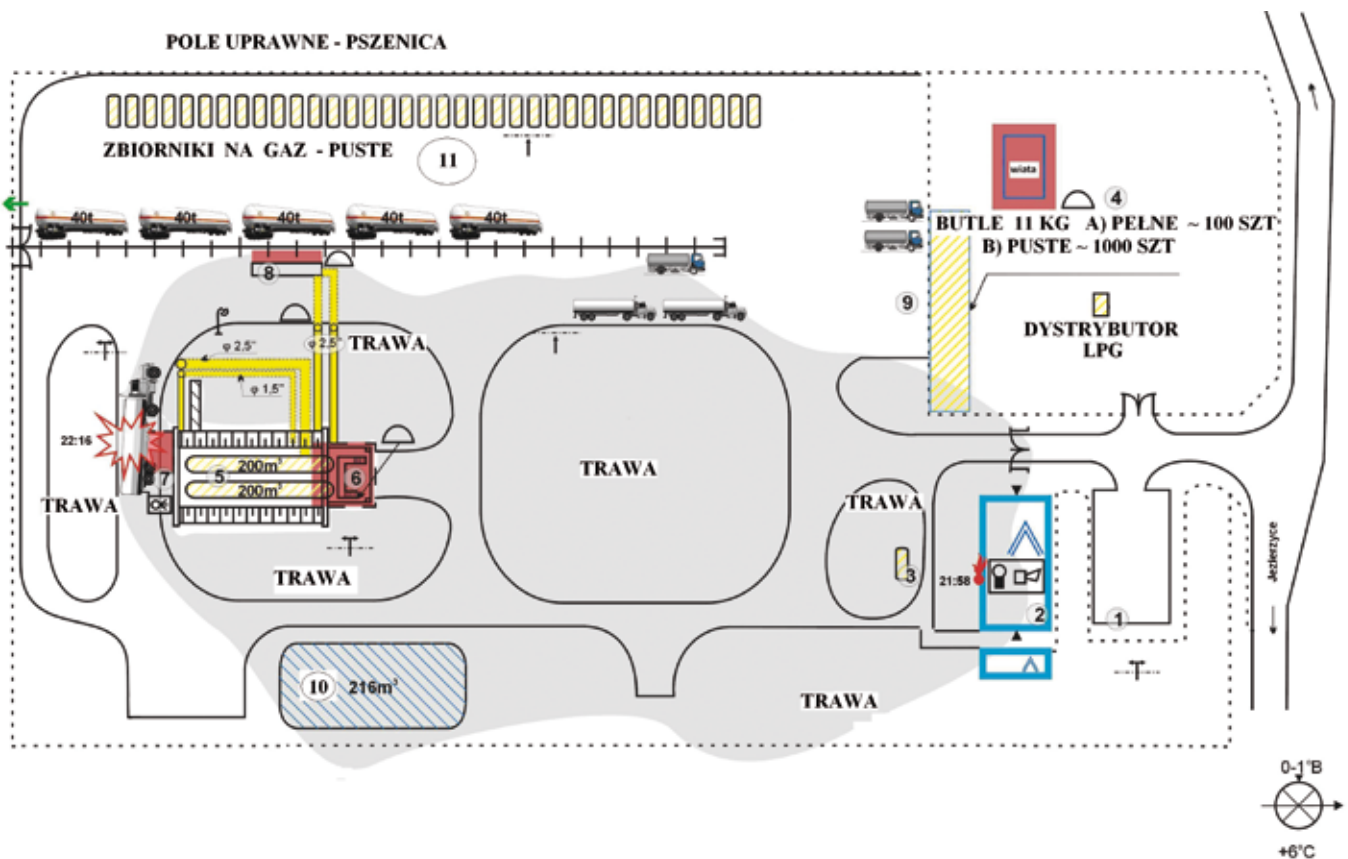 POLE UPRAWNE - PSZENICA
ZBIORNIKI NA GAZ - PUSTE
11
wiata
4
40t
40t
40t
40t
40t
BUTLE 11 KG A) PEŁNE ~ 100 SZT
B) PUSTE ~ 1000 SZT
8
9
DYSTRYBUTOR
LPG
φ 2,5"
φ 2,5"
TRAWA
φ 1,5"
22:16
7
5
200m³
200m³
6
TRAWA
TRAWA
TRAWA
TRAWA
3
21:58
2
1
Jezierzyce
10
216m³
TRAWA
0-1°B
+6°C